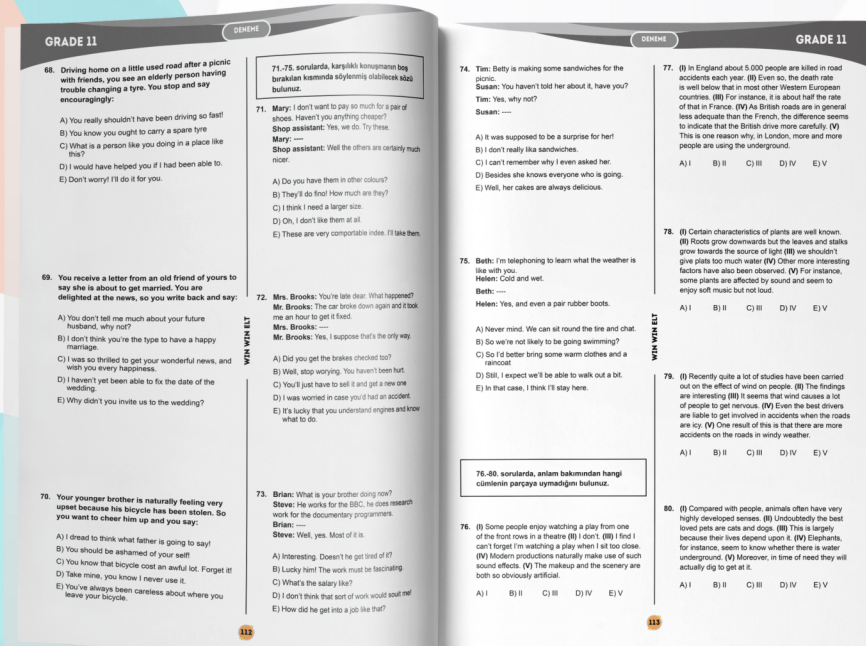 GRADE 11
DENEME
68. Driving home on a little used road after a picnic
with friends, you see an elderly person having
trouble changing a tyre. You stop and say
encouragingly:
A) You really shouldn't have been driving so fast!
B) You know you ought to carry a spare tyre
C) What is a person like you doing in a place like
this?
D) I would have helped you if I had been able to.
E) Don't worry! I'll do it for you.
69. You receive a letter from an old friend of yours to
say she is about to get married. You are
delighted at the news, so you write back and say:
A) You don't tell me much about your future
husband, why not?
B) I don't think you're the type to have a happy
marriage.
C) I was so thrilled to get your wonderful news, and
wish you every happiness.
D) I haven't yet been able to fix the date of the
wedding.
E) Why didn't you invite us to the wedding?
70. Your younger brother is naturally feeling very
upset because his bicycle has been stolen. So
you want to cheer him up and you say:
A) I dread to think what father is going to say!
B) You should be ashamed of your self!
C) You know that bicycle cost an awful lot. Forget it!
D) Take mine, you know I never use it.
E) You've always been careless about where you
leave your bicycle.
WIN WIN ELT
71.-75. sorularda, karşılıklı konuşmanın boş
bırakılan kısmında söylenmiş olabilecek sözü
bulunuz.
71. Mary: I don't want to pay so much for a pair of
shoes. Haven't you anything cheaper?
Shop assistant: Yes, we do. Try these.
Mary: ----
Shop assistant: Well the others are certainly much
nicer.
A) Do you have them in other colours?
B) They'll do fino! How much are they?
C) I think I need a larger size.
D) Oh, I don't like them at all.
E) These are very comportable indee. I'll take them.
72. Mrs. Brooks: You're late dear. What happened?
Mr. Brooks: The car broke down again and it took
me an hour to get it fixed.
Mrs. Brooks: ----
Mr. Brooks: Yes, I suppose that's the only way.
A) Did you get the brakes checked too?
B) Well, stop worying. You haven't been hurt.
C) You'll just have to sell it and get a new one
D) I was worried in case you'd had an accident.
E) It's lucky that you understand engines and know
what to do.
73. Brian: What is your brother doing now?
Steve: He works for the BBC, he does research
work for the documentary programmers.
Brian: ----
Steve: Well, yes. Most of it is.
A) Interesting. Doesn't he get tired of it?
B) Lucky him! The work must be fascinating.
C) What's the salary like?
D) I don't think that sort of work would souit me!
E) How did he get into a job like that?
112
DENEME
GRADE 11
74. Tim: Betty is making some sandwiches for the
picnic.
Susan: You haven't told her about it, have you?
Tim: Yes, why not?
Susan: ----
A) It was supposed to be a surprise for her!
B) I don't really lika sandwiches.
C) I can't remember why I even asked her.
D) Besides she knows everyone who is going.
E) Well, her cakes are always delicious.
75. Beth: I'm telephoning to learn what the weather is
like with you.
Helen: Cold and wet.
Beth: ----
Helen: Yes, and even a pair rubber boots.
A) Never mind. We can sit round the tire and chat.
B) So we're not likely to be going swimming?
C) So I'd better bring some warm clothes and a
raincoat
D) Still, I expect we'll be able to walk out a bit.
E) In that case, I think I'll stay here.
76.-80. sorularda, anlam bakımından hangi
cümlenin parçaya uymadığını bulunuz.
76. (I) Some people enjoy watching a play from one
of the front rows in a theatre (II) I don't. (III) I find I
can't forget I'm watching a play when I sit too close.
(IV) Modern productions naturally make use of such
sound effects. (V) The makeup and the scenery are
both so obviously artificial.
A) I B) II C) III D) IV E) V
WIN WIN ELT
77. (I) In England about 5.000 people are killed in road
accidents each year. (II) Even so, the death rate
is well below that in most other Western European
countries. (III) For instance, it is about half the rate
of that in France. (IV) As British roads are in general
less adequate than the French, the difference seems
to indicate that the British drive more carefully. (V)
This is one reason why, in London, more and more
people are using the underground.
A) I B) II C) III D) IV E) V
78. (I) Certain characteristics of plants are well known.
(II) Roots grow downwards but the leaves and stalks
grow towards the source of light (III) we shouldn't
give plats too much water (IV) Other more interesting
factors have also been observed. (V) For instance,
some plants are affected by sound and seem to
enjoy soft music but not loud.
A) I B) II C) III D) IV E) V
79. (I) Recently quite a lot of studies have been carried
out on the effect of wind on people. (II) The findings
are interesting (III) It seems that wind causes a lot
of people to get nervous. (IV) Even the best drivers
are liable to get involved in accidents when the roads
are icy. (V) One result of this is that there are more
accidents on the roads in windy weather.
A) I B) II C) III D) IV E) V
80. (I) Compared with people, animals often have very
highly developed senses. (II) Undoubtedly the best
loved pets are cats and dogs. (III) This is largely
because their lives depend upon it. (IV) Elephants,
for instance, seem to know whether there is water
underground. (V) Moreover, in time of need they will
actually dig to get at it.
A) I B) II C) III D) IV E) V
113